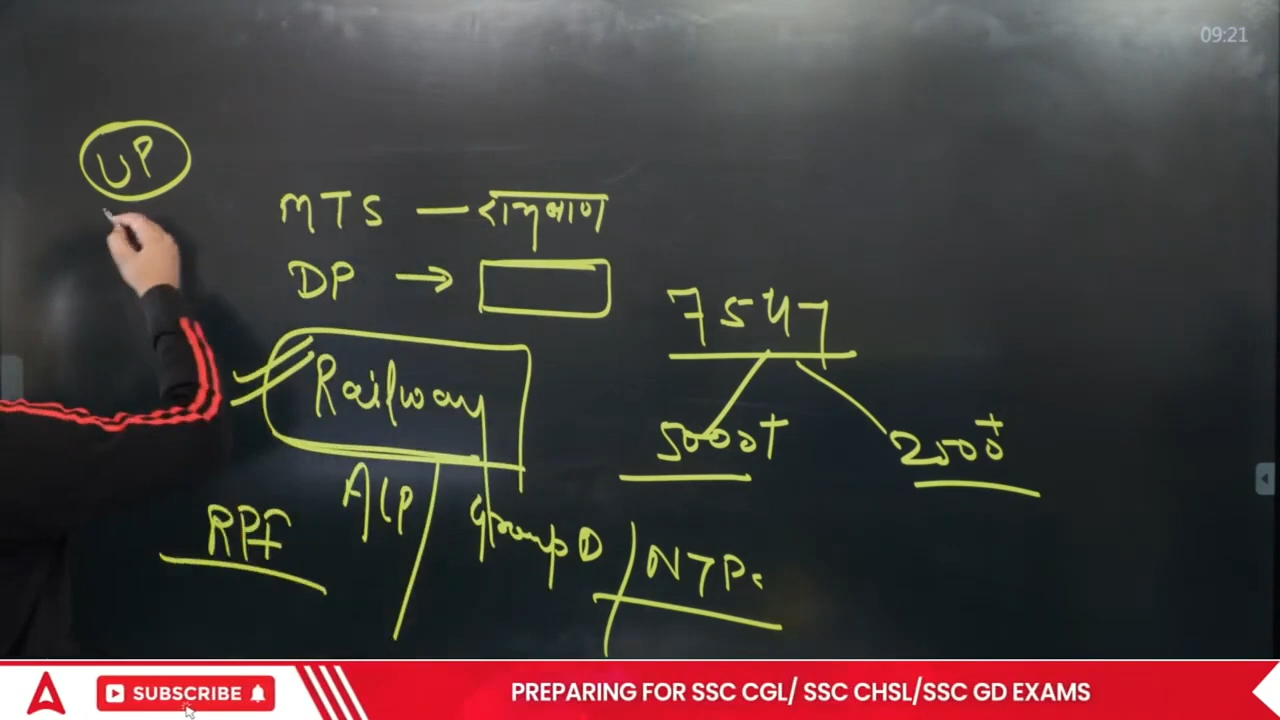 09:21
UP
MTS — रामबाण
DP →
7547
Railway
5000+ 2500+
RPF ALP Group D NTPC
SUBSCRIBE
PREPARING FOR SSC CGL/ SSC CHSL/SSC GD EXAMS